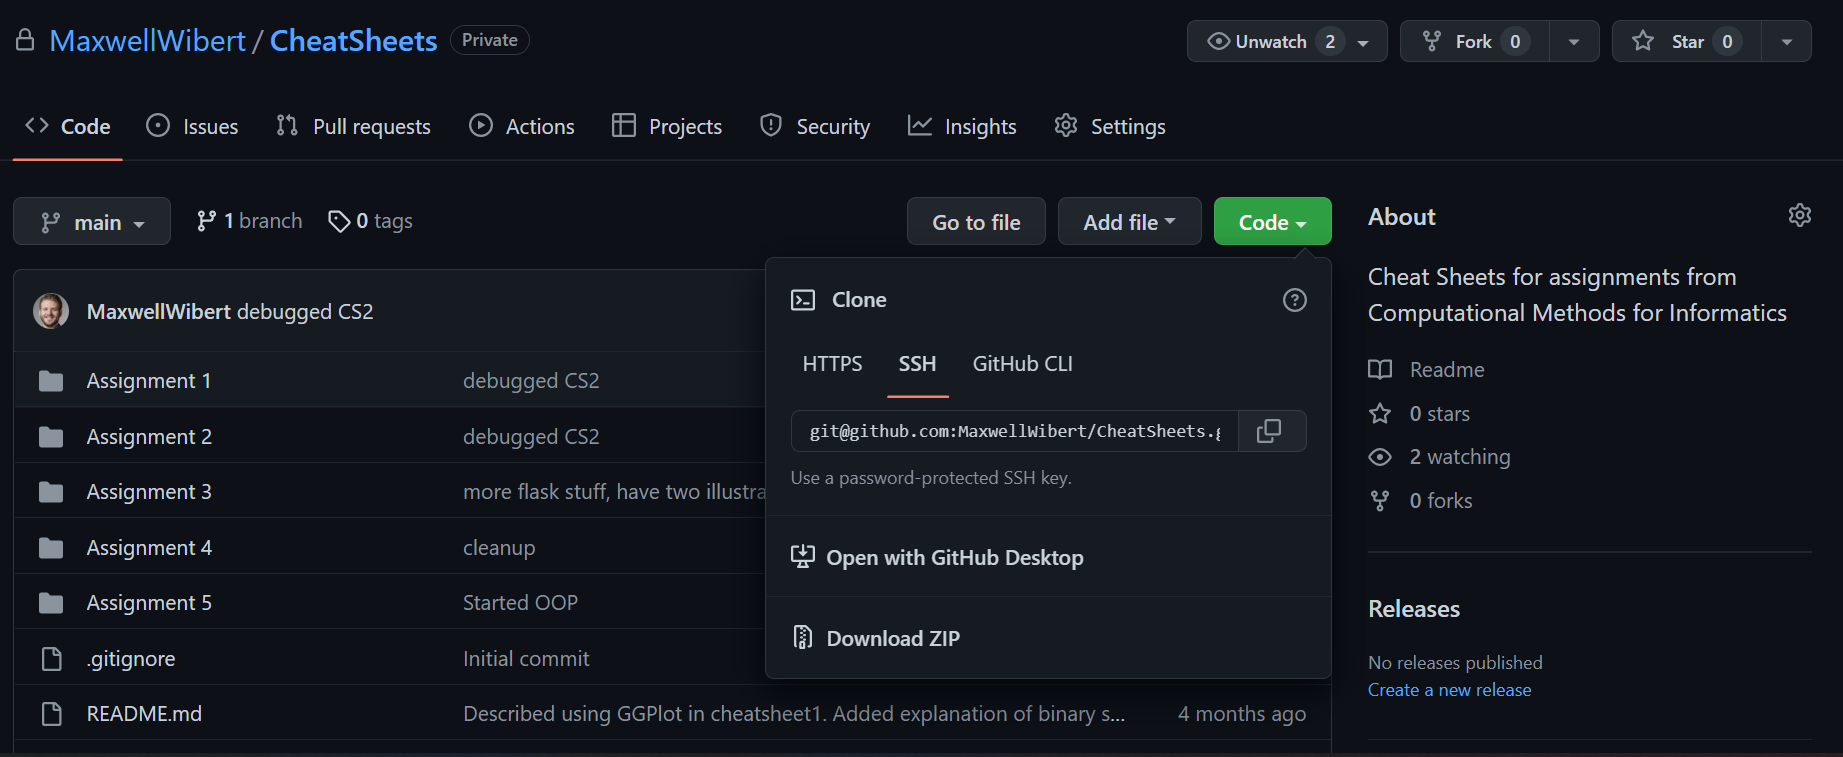 MaxwellWibert / CheatSheets Private
Unwatch 2 Fork 0 Star 0
Code Issues Pull requests Actions Projects Security Insights Settings
main 1 branch 0 tags Go to file Add file Code
MaxwellWibert debugged CS2
Assignment 1 debugged CS2
Assignment 2 debugged CS2
Assignment 3 more flask stuff, have two illustra
Assignment 4 cleanup
Assignment 5 Started OOP
.gitignore Initial commit
README.md Described using GGPlot in cheatsheet1. Added explanation of binary s... 4 months ago
Clone
HTTPS SSH GitHub CLI
git@github.com:MaxwellWibert/CheatSheets.g
Use a password-protected SSH key.
Open with GitHub Desktop
Download ZIP
About
Cheat Sheets for assignments from
Computational Methods for Informatics
Readme
0 stars
2 watching
0 forks
Releases
No releases published
Create a new release